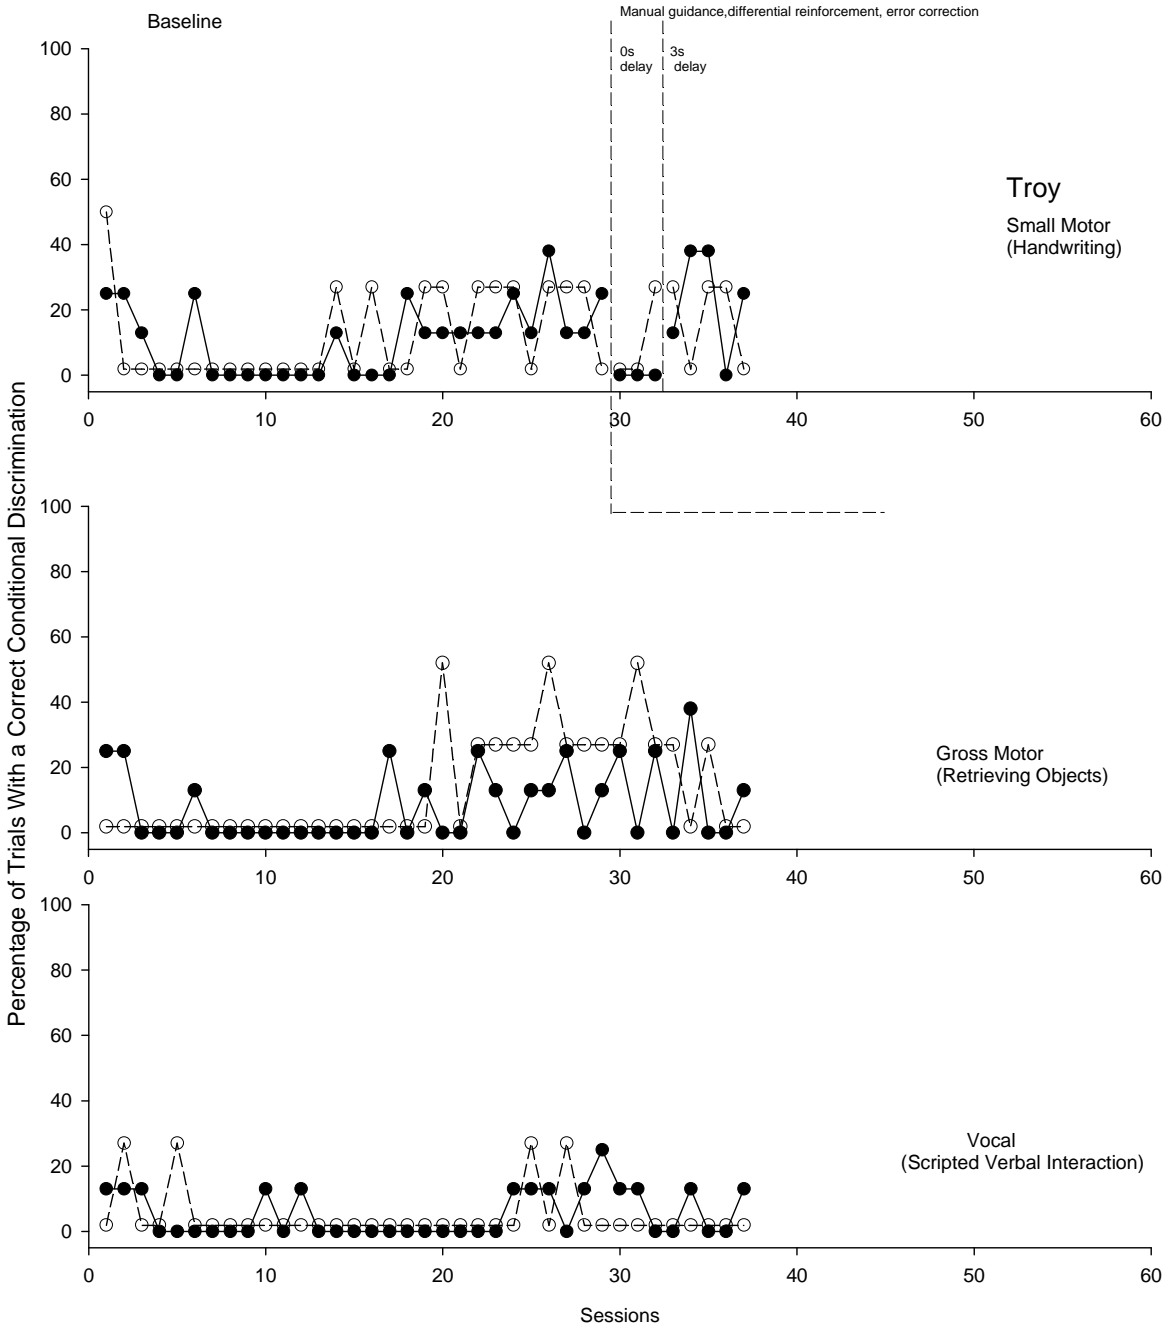 Manual guidance,differential reinforcement, error correction
Baseline
100
0s
delay
3s
delay
80
60
Troy
Small Motor
(Handwriting)
40
20
0
0
10
20
30
40
50
60
Percentage of Trials With a Correct Conditional Discrimination
100
80
60
40
Gross Motor
(Retrieving Objects)
20
0
0
10
20
30
40
50
60
100
80
60
40
Vocal
(Scripted Verbal Interaction)
20
0
0
10
20
30
40
50
60
Sessions